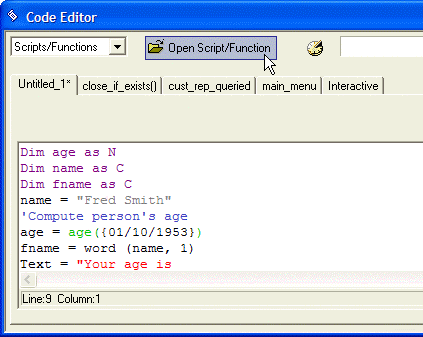 Code Editor
Scripts/Functions Open Script/Function
Untitled_1* close_if_exists() cust_rep_queried main_menu Interactive
Dim age as N
Dim name as C
Dim fname as C
name = "Fred Smith"
'Compute person's age
age = age({01/10/1953})
fname = word (name, 1)
Text = "Your age is
Line:9 Column:1